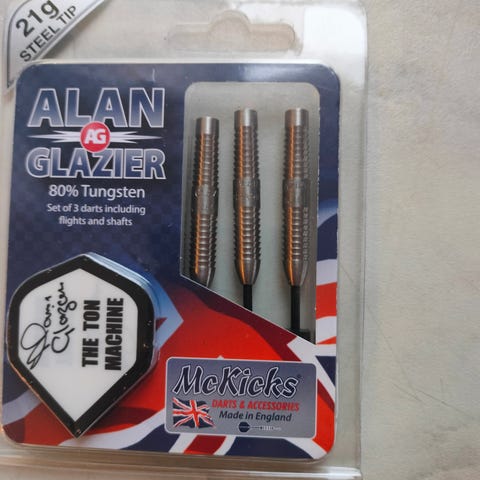 21g
STEEL TIP
ALAN
AG
GLAZIER
80% Tungsten
Set of 3 darts including
flights and shafts
THE TON
MACHINE
McKicks®
DARTS & ACCESSORIES
Made in England